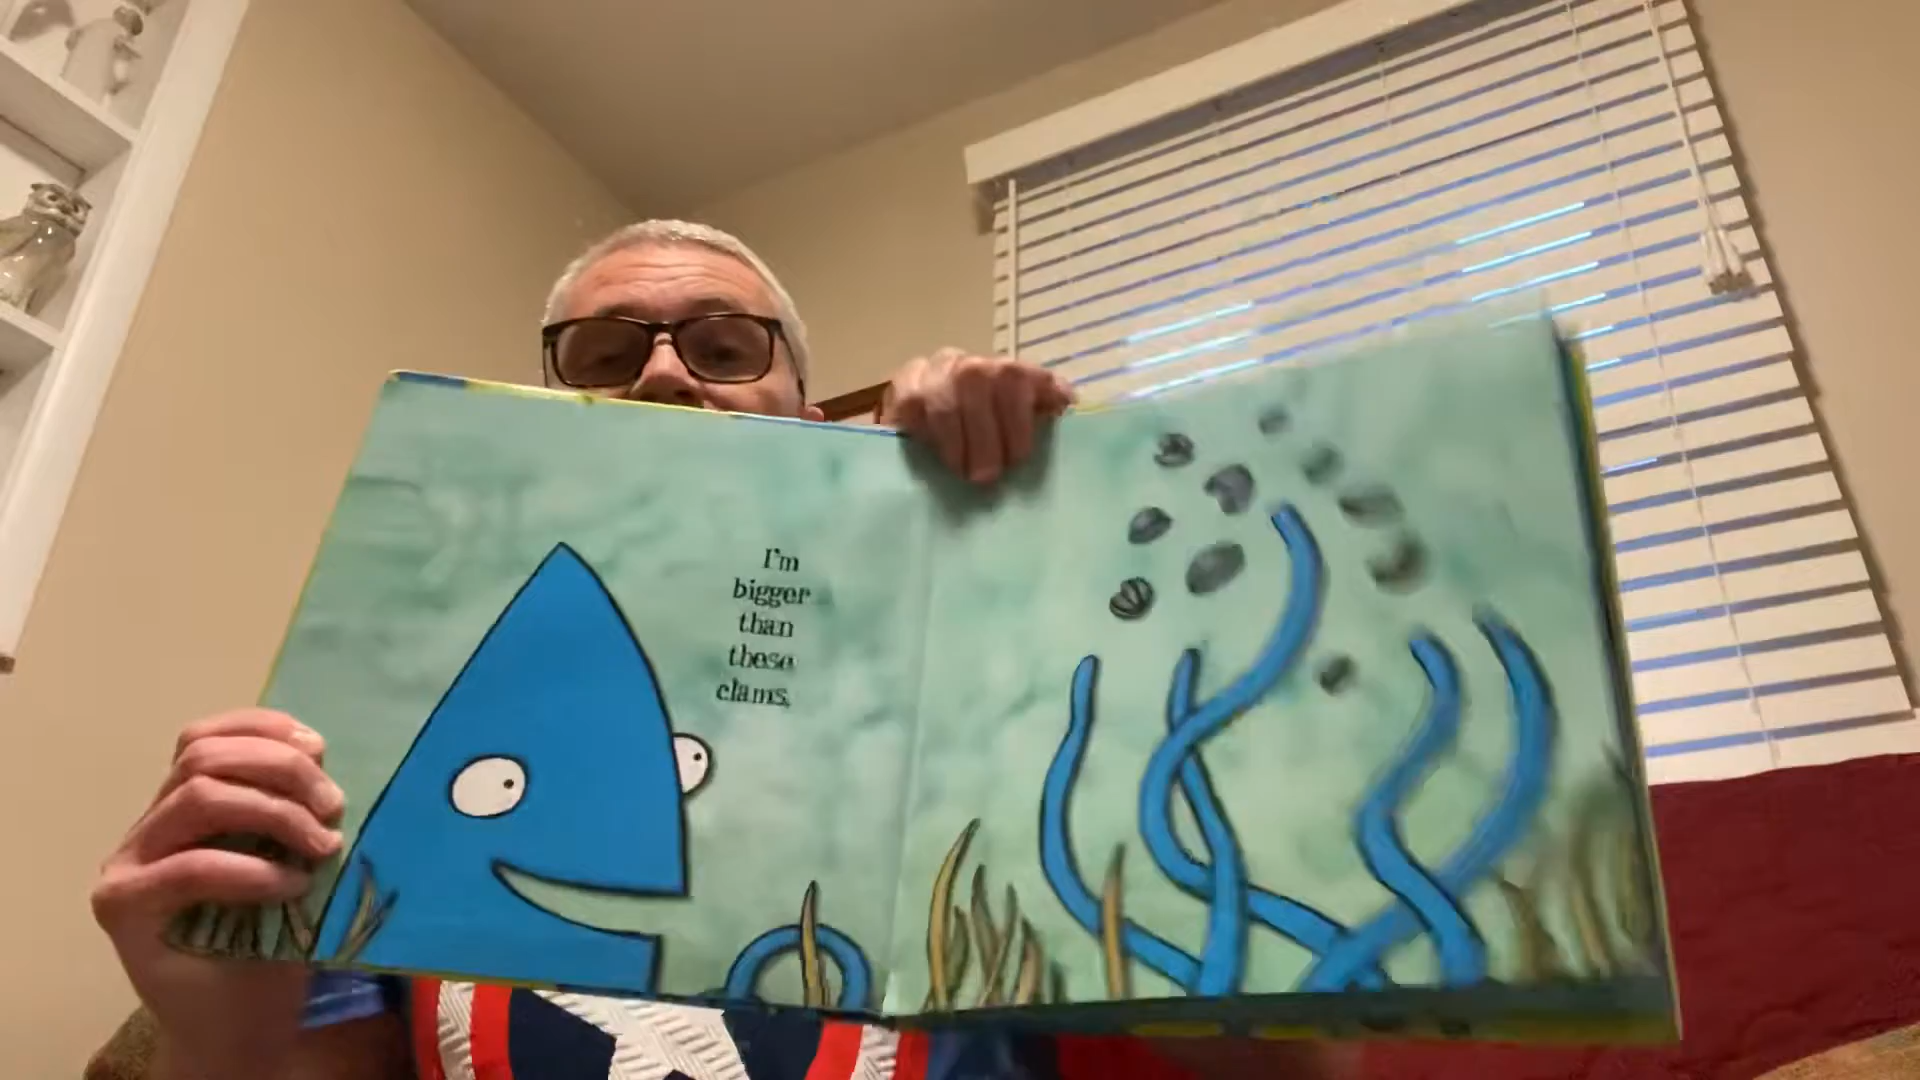 I'm
bigger
than
these
clams,